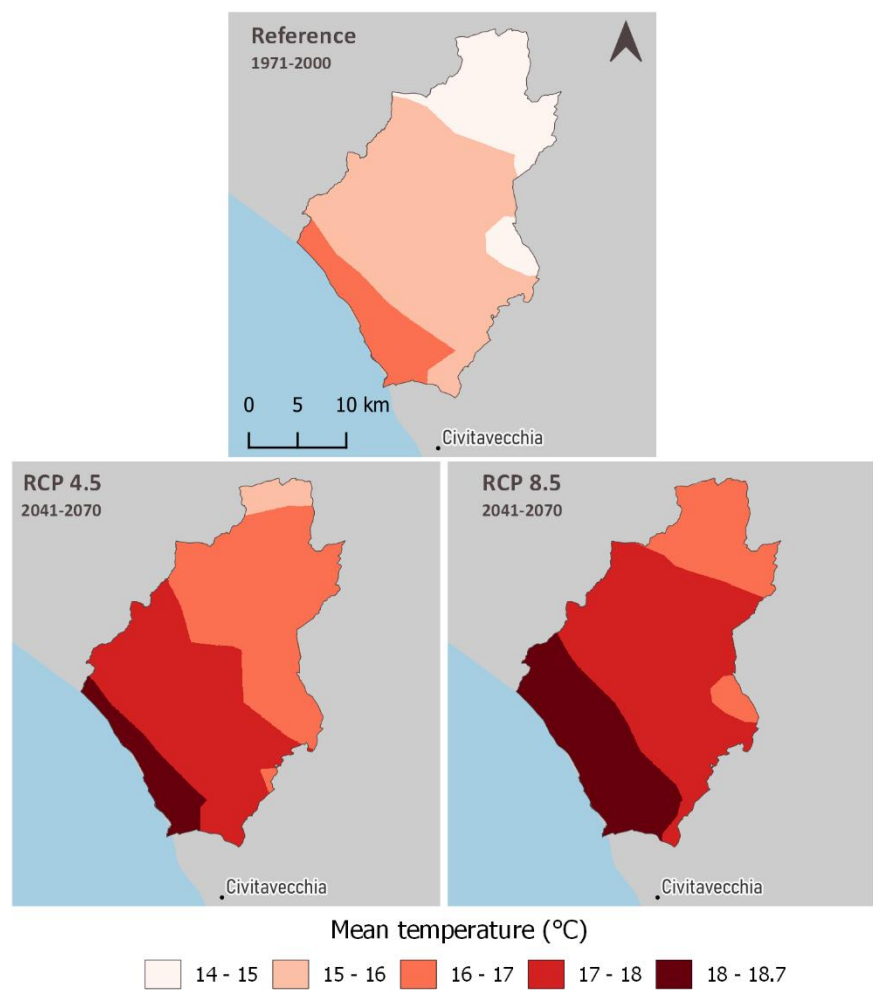 Reference
1971-2000
0 5 10 km
Civitavecchia
RCP 4.5
2041-2070
Civitavecchia
RCP 8.5
2041-2070
Civitavecchia
Mean temperature (°C)
14 - 15 15 - 16 16 - 17 17 - 18 18 - 18.7